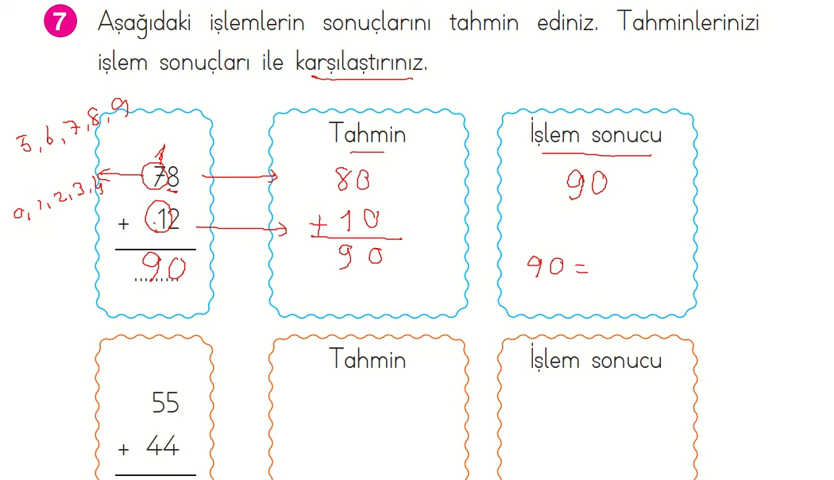 7 Aşağıdaki işlemlerin sonuçlarını tahmin ediniz. Tahminlerinizi
işlem sonuçları ile karşılaştırınız.
5, 6, 7, 8, 9
0, 1, 2, 3, 4
1
78
+ 12
90
Tahmin
80
+ 10
90
İşlem sonucu
90
90 =
55
+ 44
Tahmin
İşlem sonucu